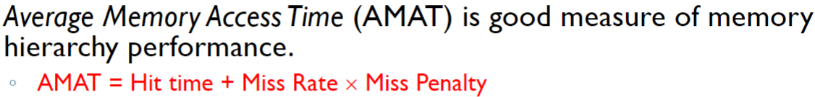 Average Memory Access Time (AMAT) is good measure of memory
hierarchy performance.
◦ AMAT = Hit time + Miss Rate × Miss Penalty